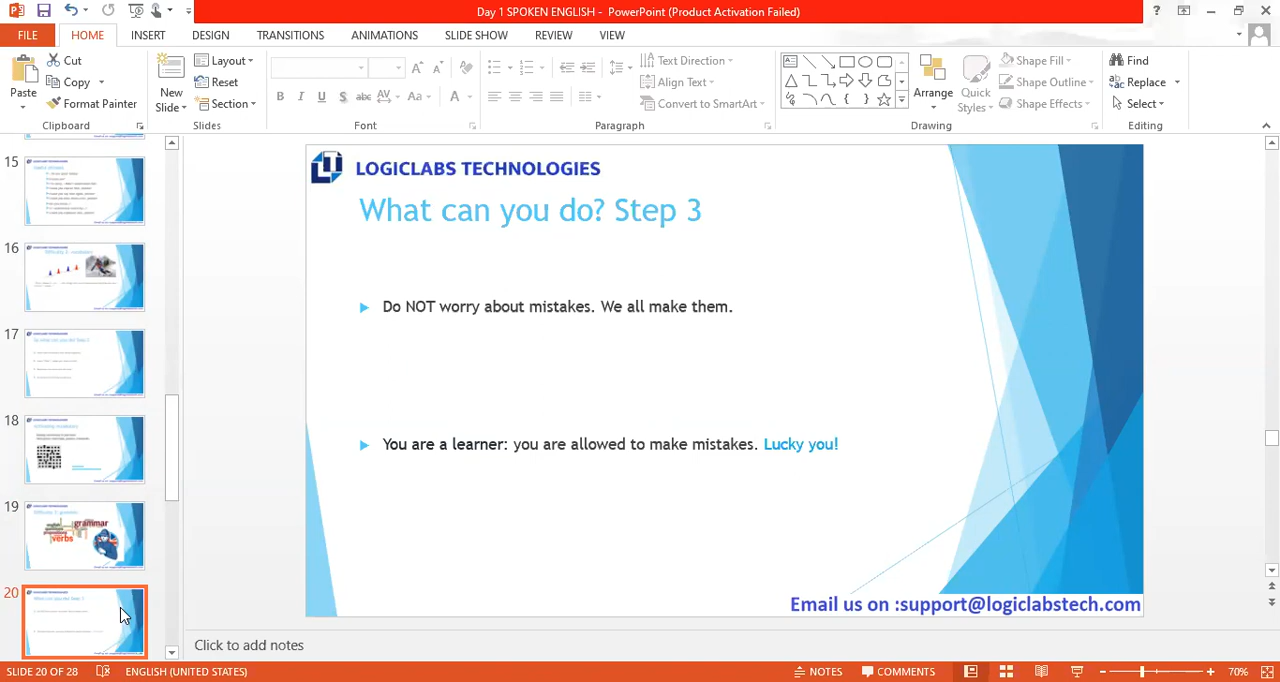 Day 1 SPOKEN ENGLISH - PowerPoint (Product Activation Failed)
FILE HOME INSERT DESIGN TRANSITIONS ANIMATIONS SLIDE SHOW REVIEW VIEW
Cut
Copy
Format Painter
Paste
Clipboard
New Slide
Layout
Reset
Section
Slides
Font
Text Direction
Align Text
Convert to SmartArt
Paragraph
Arrange
Quick Styles
Shape Fill
Shape Outline
Shape Effects
Drawing
Find
Replace
Select
Editing
15
16
17
18
19
grammar
verbs
20
LOGICLABS TECHNOLOGIES
What can you do? Step 3
Do NOT worry about mistakes. We all make them.
You are a learner: you are allowed to make mistakes. Lucky you!
Email us on :support@logiclabstech.com
Click to add notes
SLIDE 20 OF 28 ENGLISH (UNITED STATES) NOTES COMMENTS 70%